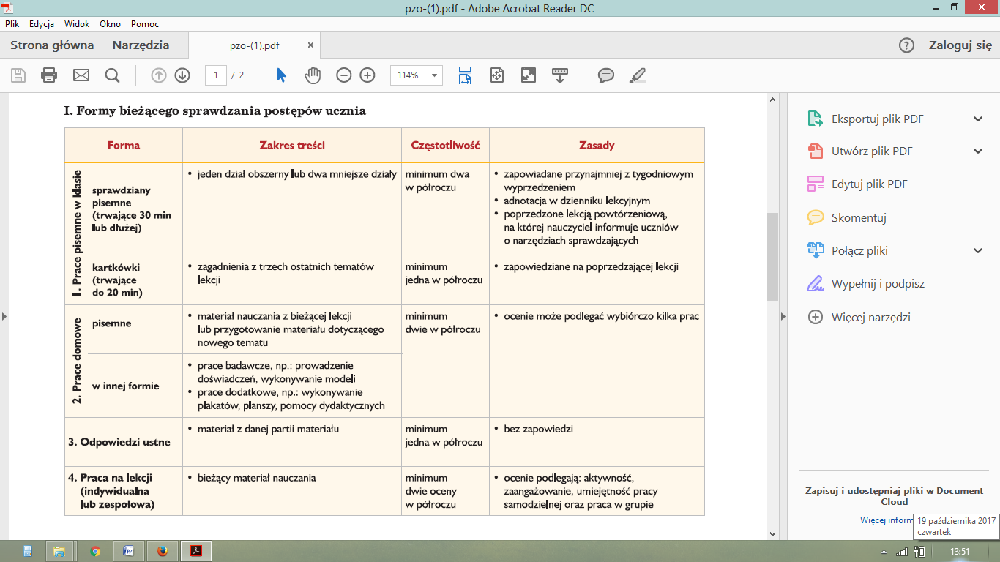 pzo-(1).pdf - Adobe Acrobat Reader DC
Plik Edycja Widok Okno Pomoc
Strona główna Narzędzia pzo-(1).pdf × ? Zaloguj się
1 / 2 114%
I. Formy bieżącego sprawdzania postępów ucznia
Forma Zakres treści Częstotliwość Zasady
1. Prace pisemne w klasie
sprawdziany
pisemne
(trwające 30 min
lub dłużej)
• jeden dział obszerny lub dwa mniejsze działy
minimum dwa
w półroczu
• zapowiadane przynajmniej z tygodniowym
wyprzedzeniem
• adnotacja w dzienniku lekcyjnym
• poprzedzone lekcją powtórzeniową,
na której nauczyciel informuje uczniów
o narzędziach sprawdzających
kartkówki
(trwające
do 20 min)
• zagadnienia z trzech ostatnich tematów
lekcji
minimum
jedna w półroczu
• zapowiedziane na poprzedzającej lekcji
2. Prace domowe
pisemne
• materiał nauczania z bieżącej lekcji
lub przygotowanie materiału dotyczącego
nowego tematu
minimum
dwie w półroczu
• ocenie może podlegać wybiórczo kilka prac
w innej formie
• prace badawcze, np.: prowadzenie
doświadczeń, wykonywanie modeli
• prace dodatkowe, np.: wykonywanie
plakatów, planszy, pomocy dydaktycznych
3. Odpowiedzi ustne
• materiał z danej partii materiału
minimum
jedna w półroczu
• bez zapowiedzi
4. Praca na lekcji
(indywidualna
lub zespołowa)
• bieżący materiał nauczania
minimum
dwie oceny
w półroczu
• ocenie podlegają: aktywność,
zaangażowanie, umiejętność pracy
samodzielnej oraz praca w grupie
Eksportuj plik PDF
Utwórz plik PDF
Edytuj plik PDF
Skomentuj
Połącz pliki
Wypełnij i podpisz
Więcej narzędzi
Zapisuj i udostępniaj pliki w Document
Cloud
Więcej inform
19 października 2017
czwartek
13:51